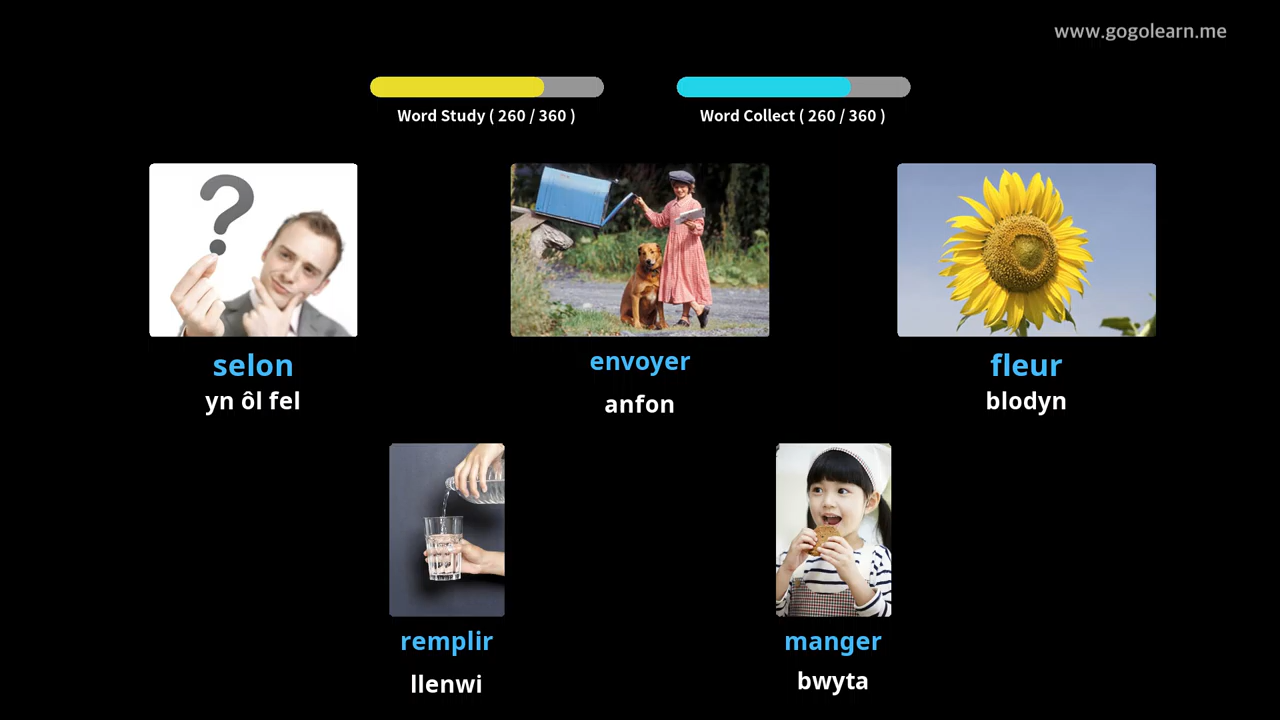 www.gogolearn.me
Word Study ( 260 / 360 )
Word Collect ( 260 / 360 )
selon
yn ôl fel
envoyer
anfon
fleur
blodyn
remplir
llenwi
manger
bwyta